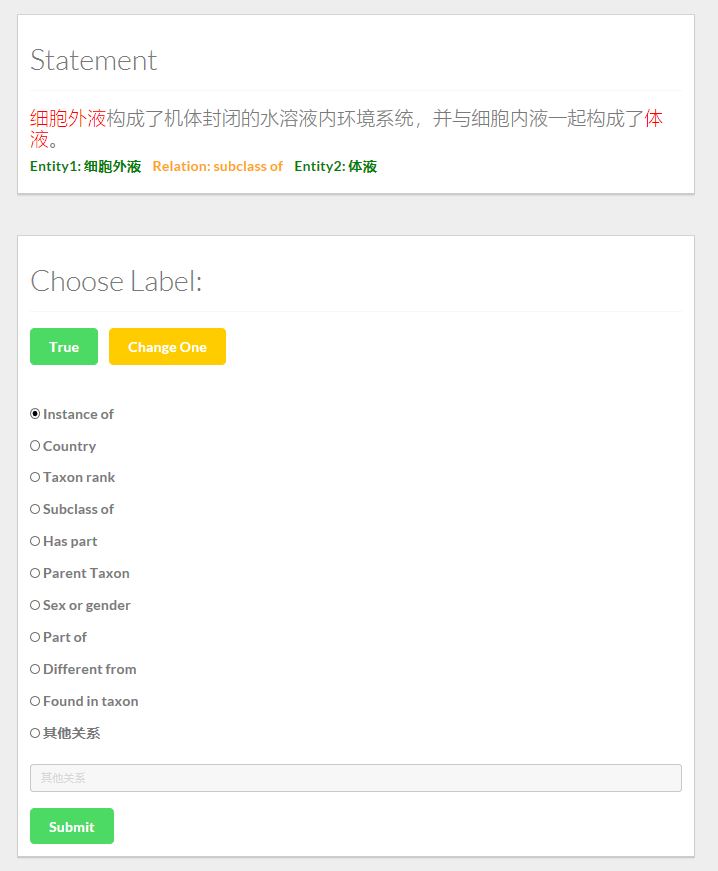 Statement
细胞外液构成了机体封闭的水溶液内环境系统，并与细胞内液一起构成了体
液。
Entity1: 细胞外液 Relation: subclass of Entity2: 体液
Choose Label:
True Change One
Instance of
Country
Taxon rank
Subclass of
Has part
Parent Taxon
Sex or gender
Part of
Different from
Found in taxon
其他关系
其他关系
Submit